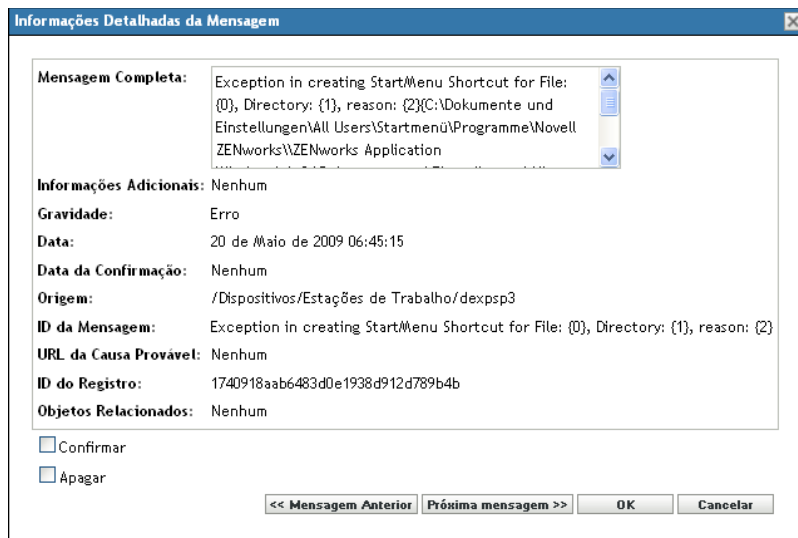 Informações Detalhadas da Mensagem
Mensagem Completa:
Exception in creating StartMenu Shortcut for File:
{0}, Directory: {1}, reason: {2}{C:\Dokumente und
Einstellungen\All Users\Startmenü\Programme\Novell
ZENworks\\ZENworks Application
Informações Adicionais: Nenhum
Gravidade: Erro
Data: 20 de Maio de 2009 06:45:15
Data da Confirmação: Nenhum
Origem: /Dispositivos/Estações de Trabalho/dexpsp3
ID da Mensagem: Exception in creating StartMenu Shortcut for File: {0}, Directory: {1}, reason: {2}
URL da Causa Provável: Nenhum
ID do Registro: 1740918aab6483d0e1938d912d789b4b
Objetos Relacionados: Nenhum
Confirmar
Apagar
<< Mensagem Anterior Próxima mensagem >> OK Cancelar